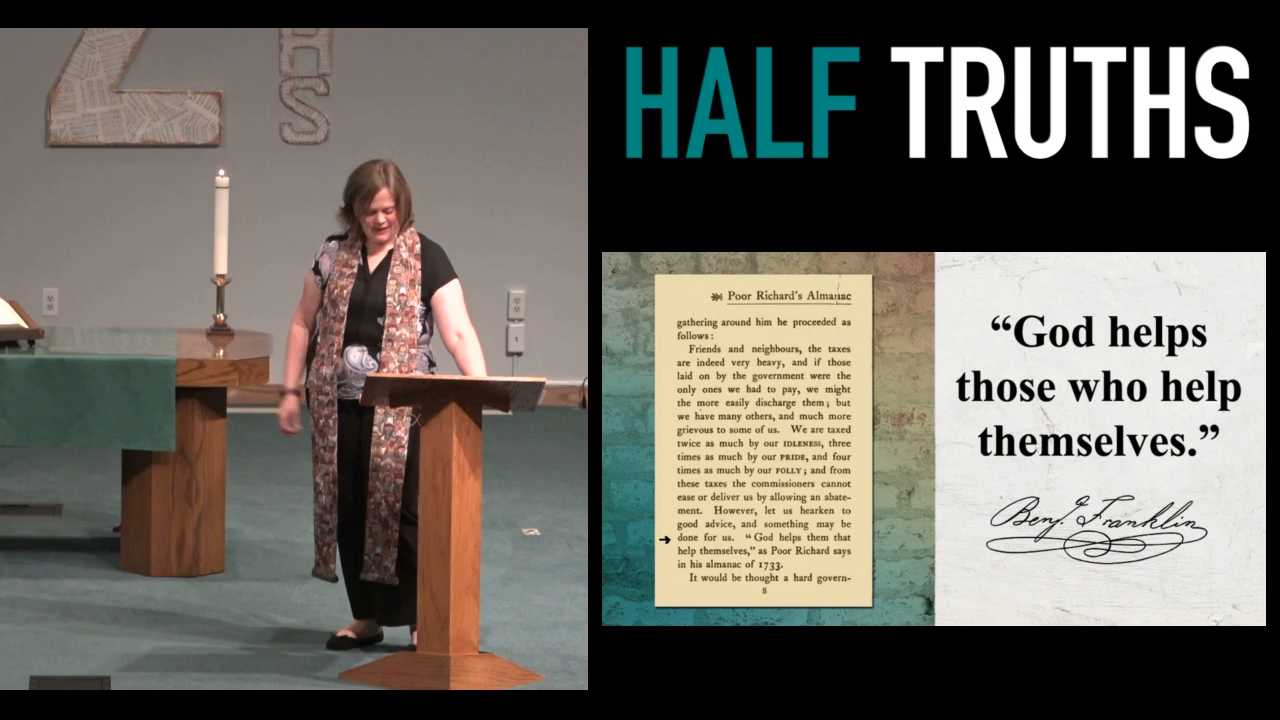 HALF TRUTHS
Poor Richard's Almanac
gathering around him he proceeded as
follows:
Friends and neighbours, the taxes
are indeed very heavy, and if those
laid on by the government were the
only ones we had to pay, we might
the more easily discharge them; but
we have many others, and much more
grievous to some of us. We are taxed
twice as much by our IDLENESS, three
times as much by our PRIDE, and four
times as much by our FOLLY; and from
these taxes the commissioners cannot
ease or deliver us by allowing an abate-
ment. However, let us hearken to
good advice, and something may be
done for us. "God helps them that
help themselves," as Poor Richard says
in his almanac of 1733.
It would be thought a hard govern-
8
“God helps
those who help
themselves.”
Benj. Franklin
Z
HS